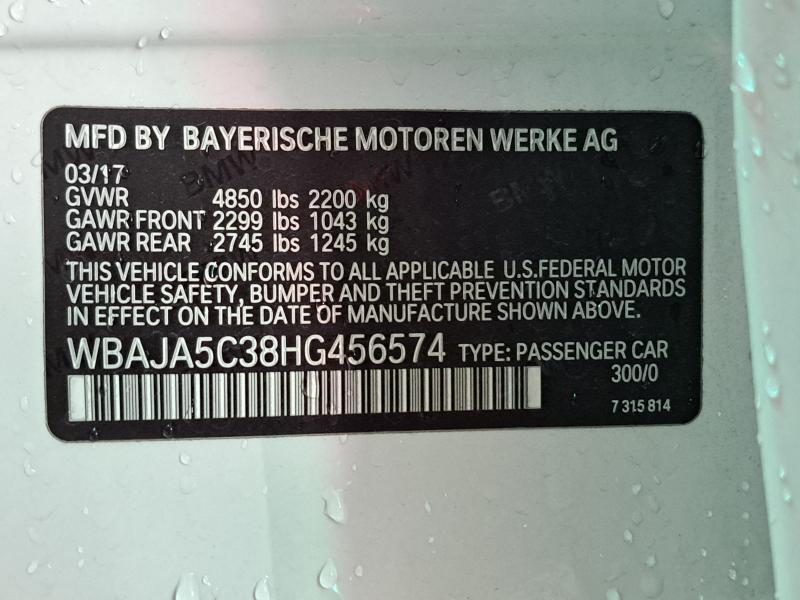 MFD BY BAYERISCHE MOTOREN WERKE AG
03/17
GVWR 4850 lbs 2200 kg
GAWR FRONT 2299 lbs 1043 kg
GAWR REAR 2745 lbs 1245 kg
THIS VEHICLE CONFORMS TO ALL APPLICABLE U.S.FEDERAL MOTOR
VEHICLE SAFETY, BUMPER AND THEFT PREVENTION STANDARDS
IN EFFECT ON THE DATE OF MANUFACTURE SHOWN ABOVE.
WBAJA5C38HG456574 TYPE: PASSENGER CAR
300/0
7 315 814